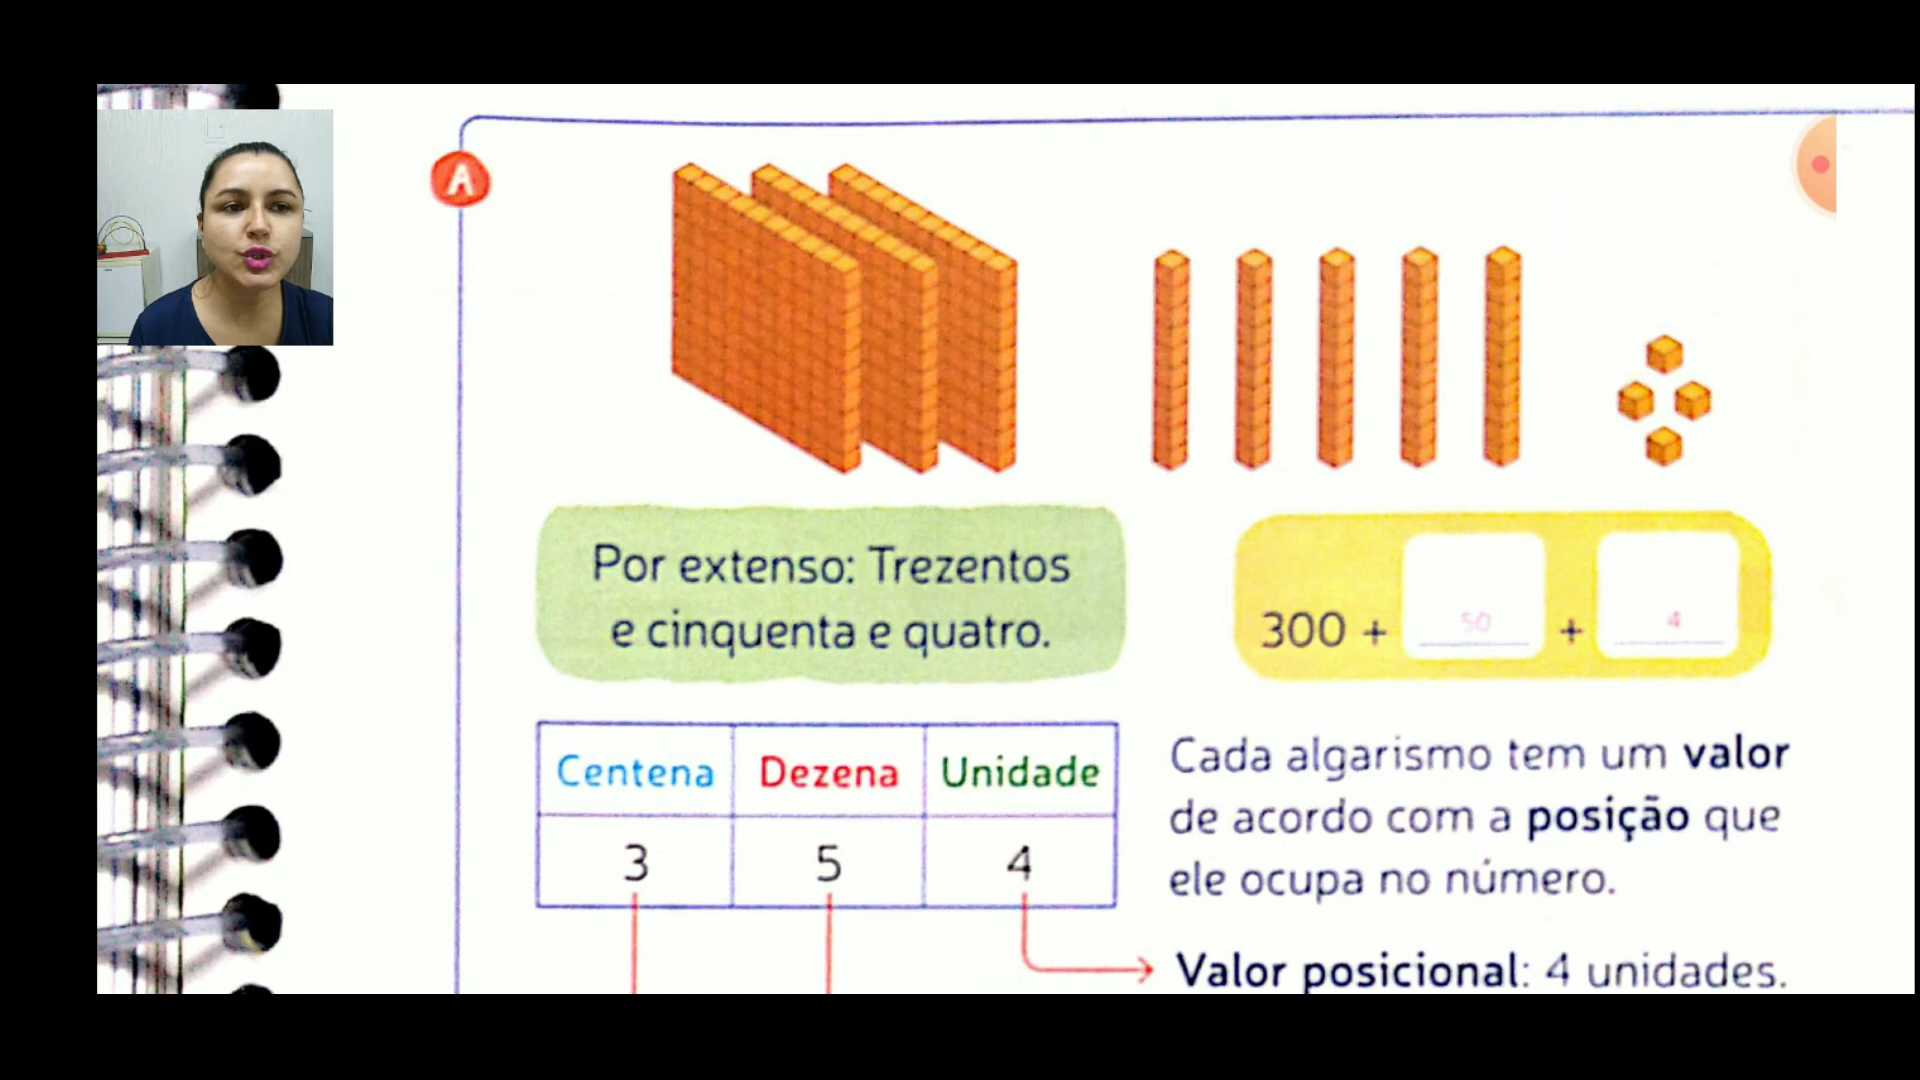 A
Por extenso: Trezentos
e cinquenta e quatro.
300 + 50 + 4
Centena Dezena Unidade
3 5 4
Cada algarismo tem um valor
de acordo com a posição que
ele ocupa no número.
Valor posicional: 4 unidades.